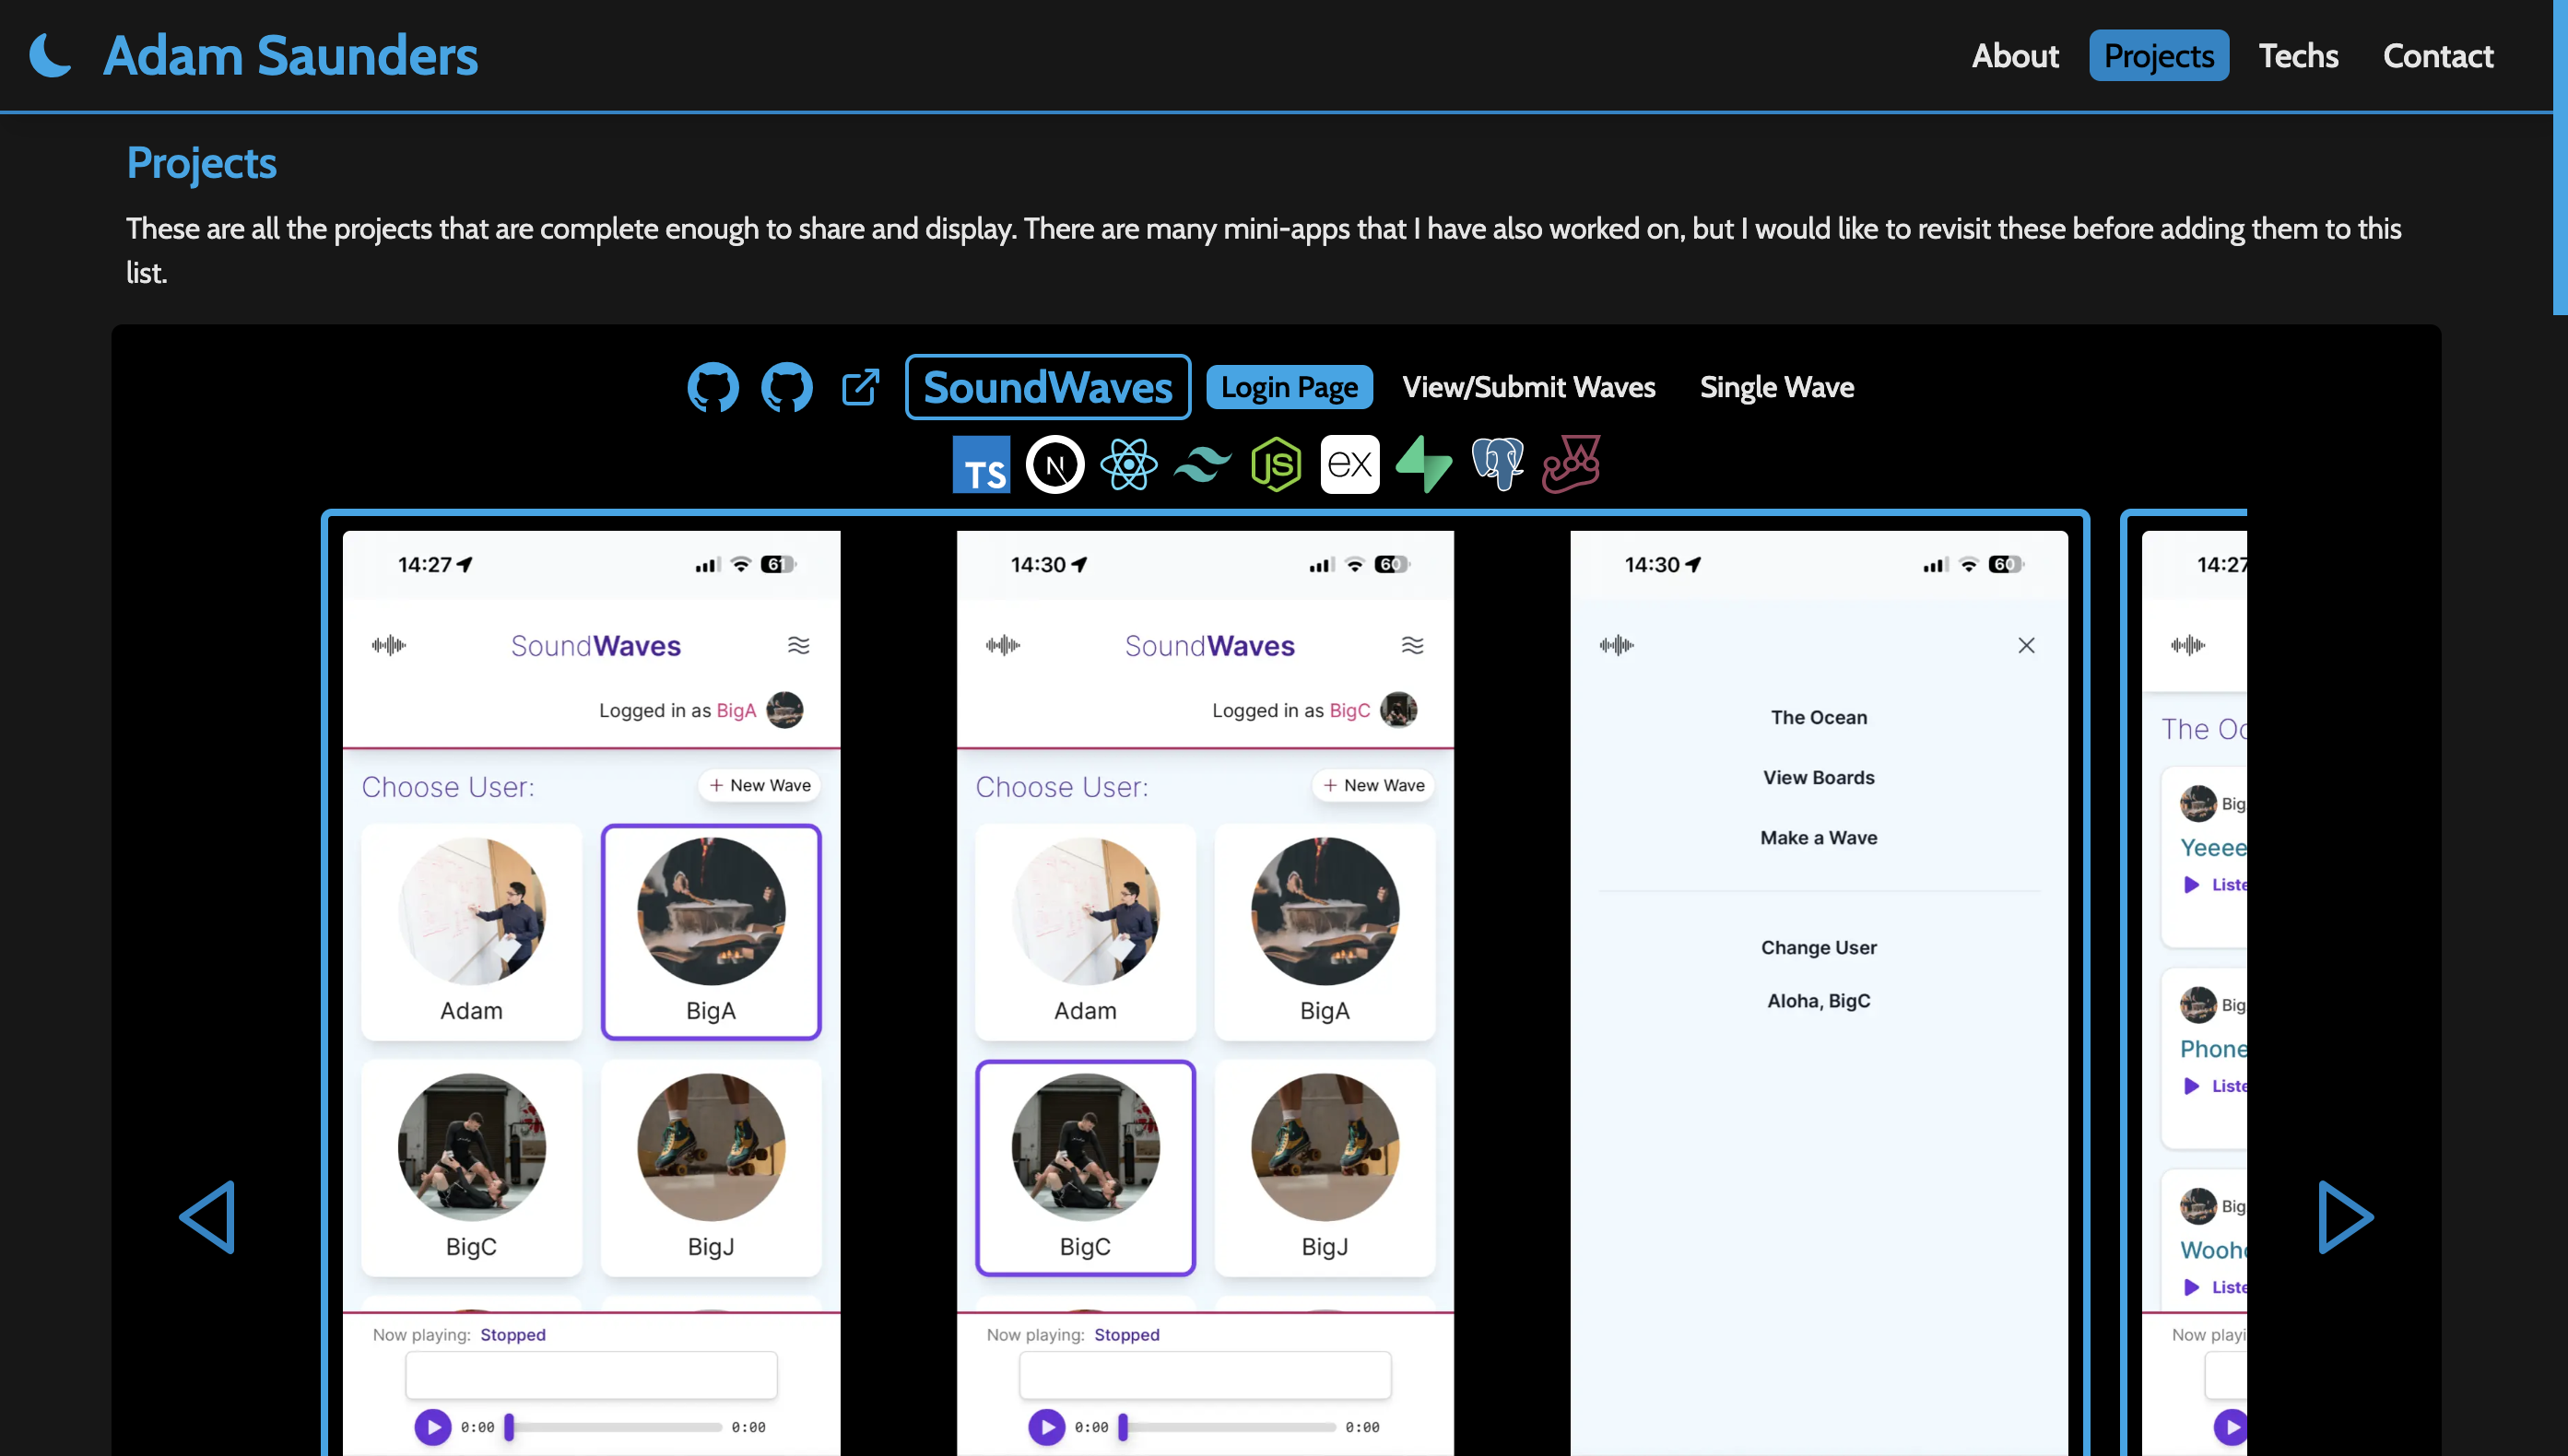 Adam Saunders
About Projects Techs Contact
Projects
These are all the projects that are complete enough to share and display. There are many mini-apps that I have also worked on, but I would like to revisit these before adding them to this
list.
SoundWaves Login Page View/Submit Waves Single Wave
TS N JS ex
14:27 61
SoundWaves
Logged in as BigA
Choose User:
+ New Wave
Adam BigA
BigC BigJ
Now playing: Stopped
0:00 0:00
14:30 60
SoundWaves
Logged in as BigC
Choose User:
+ New Wave
Adam BigA
BigC BigJ
Now playing: Stopped
0:00 0:00
14:30 60
The Ocean
View Boards
Make a Wave
Change User
Aloha, BigC
14:27
The Oc
Big
Yeeee
Liste
Big
Phone
Liste
Big
Wooh
Liste
Now playi